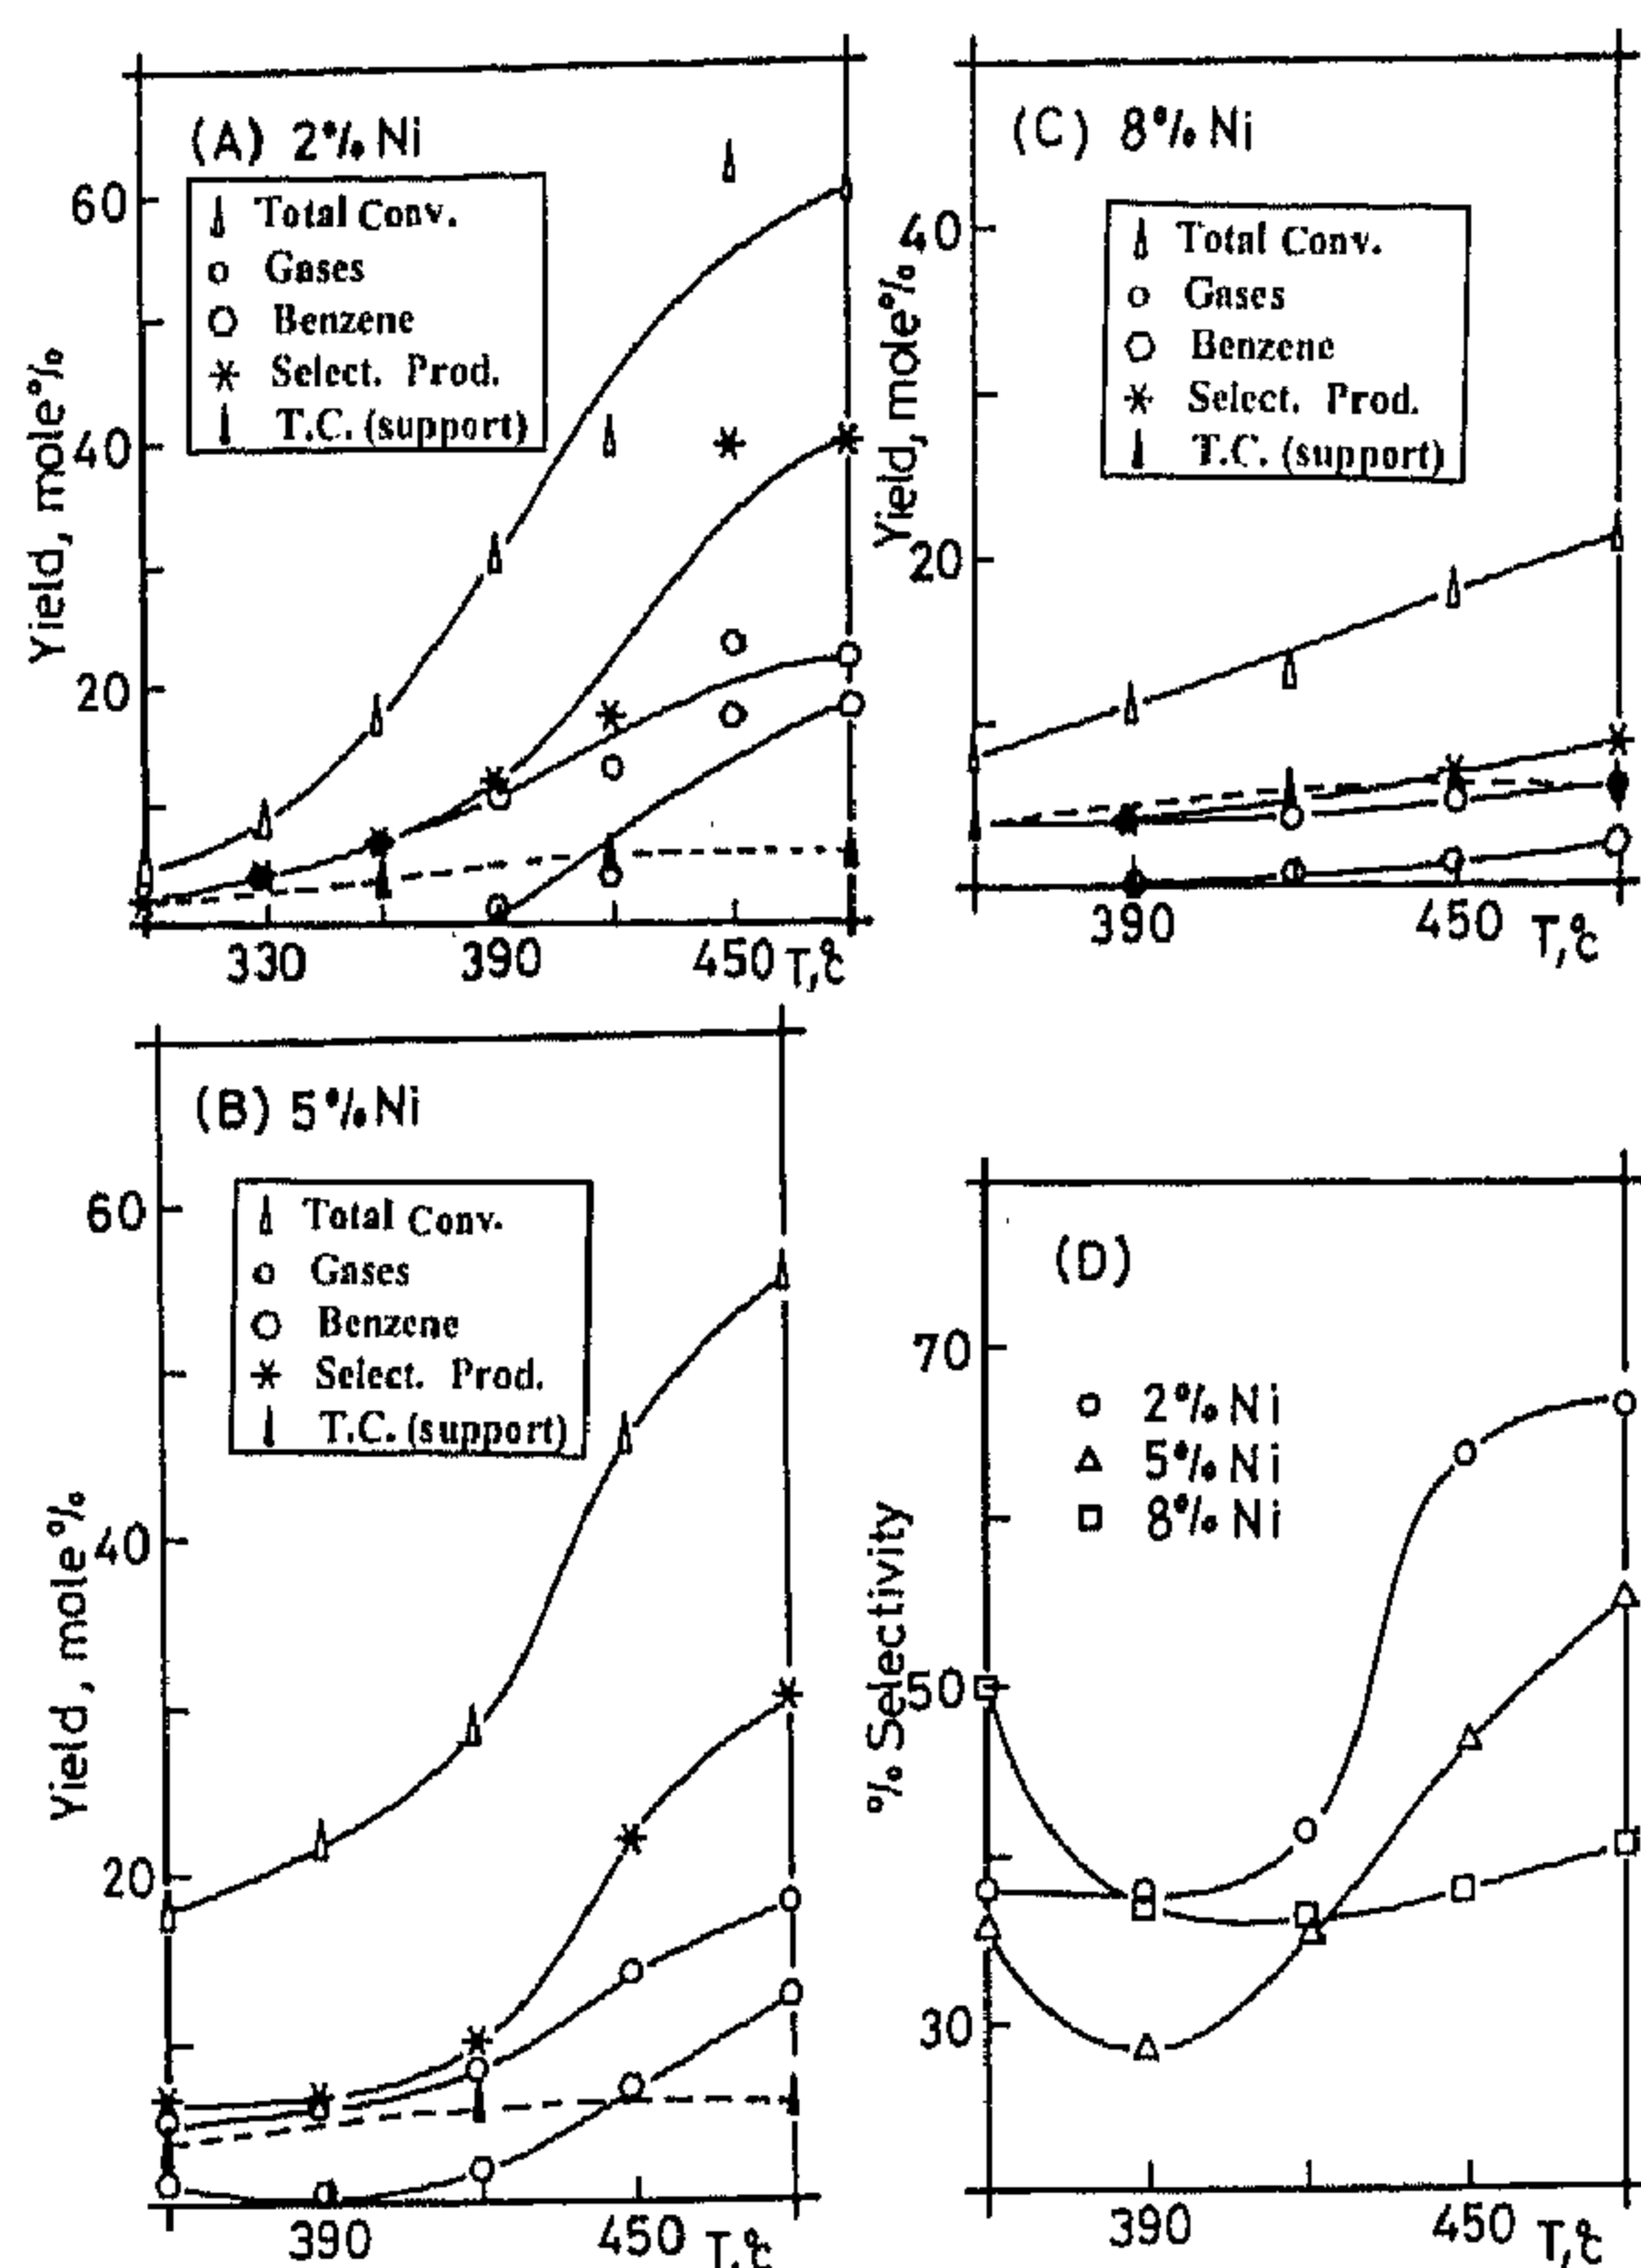 (A) 2% Ni
Total Conv.
Gases
Benzene
Select. Prod.
T.C. (support)
60
40
20
Yield, mole%
330
390
450
T,°C
(C) 8% Ni
Total Conv.
Gases
Benzene
Select. Prod.
T.C. (support)
40
20
Yield, mole%
390
450
T,°C
(B) 5% Ni
Total Conv.
Gases
Benzene
Select. Prod.
T.C. (support)
60
40
20
Yield, mole%
390
450
T,°C
(D)
2% Ni
5% Ni
8% Ni
70
50
30
% Selectivity
390
450
T,°C